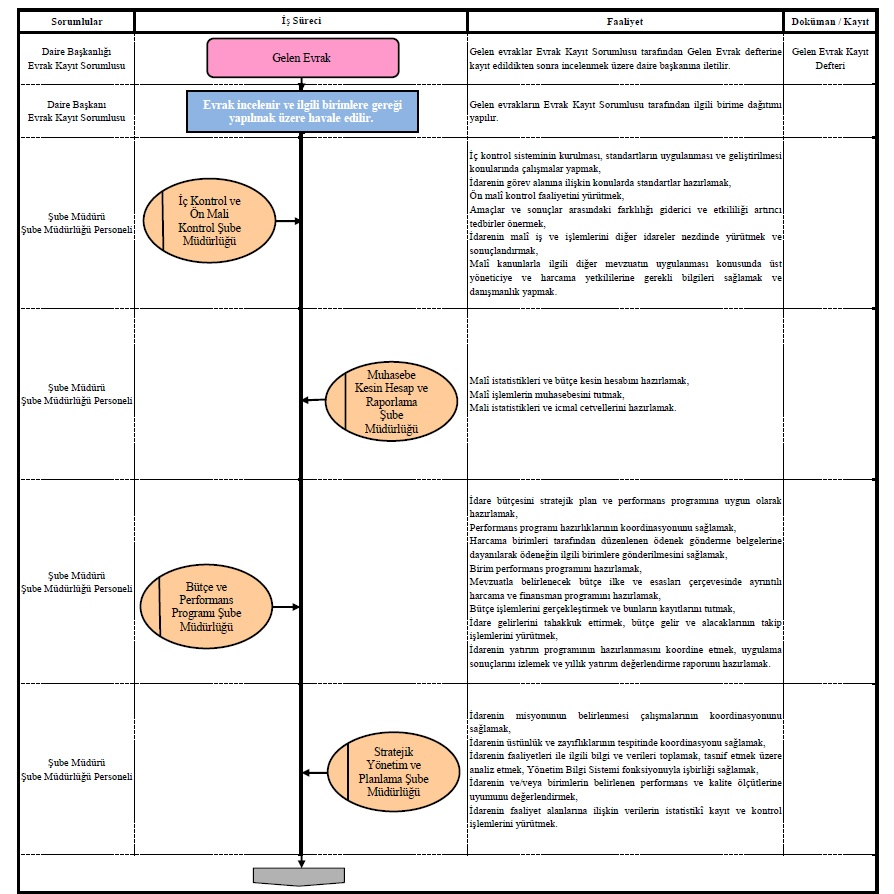 Sorumlular
İş Süreci
Faaliyet
Doküman / Kayıt
Daire Başkanlığı
Evrak Kayıt Sorumlusu
Gelen Evrak
Gelen evraklar Evrak Kayıt Sorumlusu tarafından Gelen Evrak defterine
kayıt edildikten sonra incelenmek üzere daire başkanına iletilir.
Gelen Evrak Kayıt
Defteri
Daire Başkanı
Evrak Kayıt Sorumlusu
Evrak incelenir ve ilgili birimlere gereği
yapılmak üzere havale edilir.
Gelen evrakların Evrak Kayıt Sorumlusu tarafından ilgili birime dağıtımı
yapılır.
Şube Müdürü
Şube Müdürlüğü Personeli
İç Kontrol ve
Ön Mali
Kontrol Şube
Müdürlüğü
İç kontrol sisteminin kurulması, standartların uygulanması ve geliştirilmesi
konularında çalışmalar yapmak,
İdarenin görev alanına ilişkin konularda standartlar hazırlamak,
Ön malî kontrol faaliyetini yürütmek,
Amaçlar ve sonuçlar arasındaki farklılığı giderici ve etkililiği artırıcı
tedbirler önermek,
İdarenin malî iş ve işlemlerini diğer idareler nezdinde yürütmek ve
sonuçlandırmak,
Malî kanunlarla ilgili diğer mevzuatın uygulanması konusunda üst
yöneticiye ve harcama yetkililerine gerekli bilgileri sağlamak ve
danışmanlık yapmak.
Şube Müdürü
Şube Müdürlüğü Personeli
Muhasebe
Kesin Hesap ve
Raporlama
Şube
Müdürlüğü
Malî istatistikleri ve bütçe kesin hesabını hazırlamak,
Malî işlemlerin muhasebesini tutmak,
Mali istatistikleri ve icmal cetvellerini hazırlamak.
Şube Müdürü
Şube Müdürlüğü Personeli
Bütçe ve
Performans
Programı Şube
Müdürlüğü
İdare bütçesini stratejik plan ve performans programına uygun olarak
hazırlamak,
Performans programı hazırlıklarının koordinasyonunu sağlamak,
Harcama birimleri tarafından düzenlenen ödenek gönderme belgelerine
dayanılarak ödeneğin ilgili birimlere gönderilmesini sağlamak,
Birim performans programını hazırlamak,
Mevzuatla belirlenecek bütçe ilke ve esasları çerçevesinde ayrıntılı
harcama ve finansman programını hazırlamak,
Bütçe işlemlerini gerçekleştirmek ve bunların kayıtlarını tutmak,
İdare gelirlerini tahakkuk ettirmek, bütçe gelir ve alacaklarının takip
işlemlerini yürütmek,
İdarenin yatırım programının hazırlanmasını koordine etmek, uygulama
sonuçlarını izlemek ve yıllık yatırım değerlendirme raporunu hazırlamak.
Şube Müdürü
Şube Müdürlüğü Personeli
Stratejik
Yönetim ve
Planlama Şube
Müdürlüğü
İdarenin misyonunun belirlenmesi çalışmalarının koordinasyonunu
sağlamak,
İdarenin üstünlük ve zayıflıklarının tespitinde koordinasyonu sağlamak,
İdarenin faaliyetleri ile ilgili bilgi ve verileri toplamak, tasnif etmek üzere
analiz etmek, Yönetim Bilgi Sistemi fonksiyonuyla işbirliği sağlamak,
İdarenin ve/veya birimlerin belirlenen performans ve kalite ölçütlerine
uyumunu değerlendirmek,
İdarenin faaliyet alanlarına ilişkin verilerin istatistikî kayıt ve kontrol
işlemlerini yürütmek.